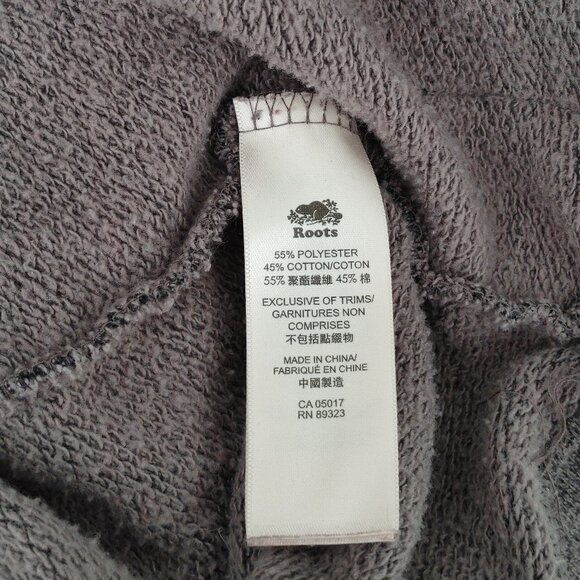 Roots
55% POLYESTER
45% COTTON/COTON
55% 聚酯纖維 45% 棉
EXCLUSIVE OF TRIMS/
GARNITURES NON
COMPRISES
不包括點綴物
MADE IN CHINA/
FABRIQUÉ EN CHINE
中國製造
CA 05017
RN 89323